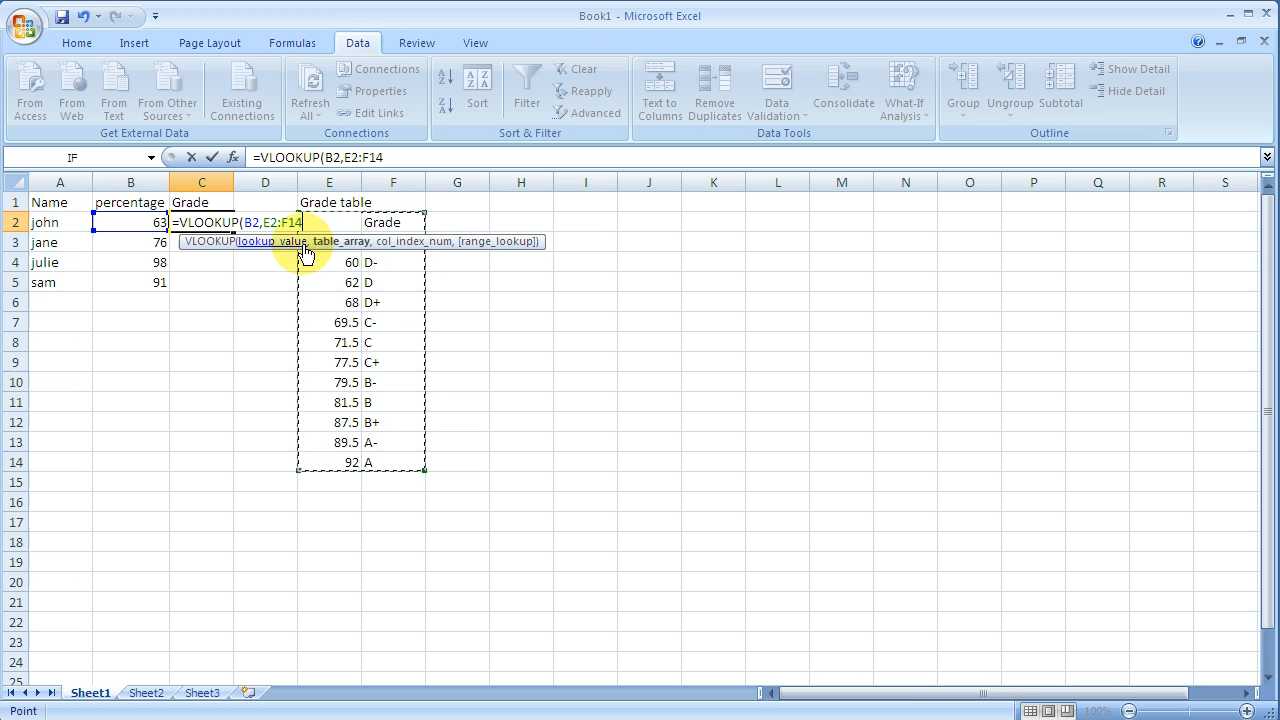 Book1 - Microsoft Excel
Home Insert Page Layout Formulas Data Review View
From Access
From Web
From Text
From Other Sources
Existing Connections
Get External Data
Refresh All
Connections
Properties
Edit Links
Connections
Sort
Filter
Clear
Reapply
Advanced
Sort & Filter
Text to Columns
Remove Duplicates
Data Validation
Consolidate
What-If Analysis
Data Tools
Group
Ungroup
Subtotal
Show Detail
Hide Detail
Outline
IF fx =VLOOKUP(B2,E2:F14
A B C D E F G H I J K L M N O P Q R S
1 Name percentage Grade Grade table
2 john 63 =VLOOKUP(B2,E2:F14 Grade
VLOOKUP(lookup_value, table_array, col_index_num, [range_lookup])
3 jane 76
4 julie 98 60 D-
5 sam 91 62 D
6 68 D+
7 69.5 C-
8 71.5 C
9 77.5 C+
10 79.5 B-
11 81.5 B
12 87.5 B+
13 89.5 A-
14 92 A
15
16
17
18
19
20
21
22
23
24
25
Sheet1 Sheet2 Sheet3
Point 100%